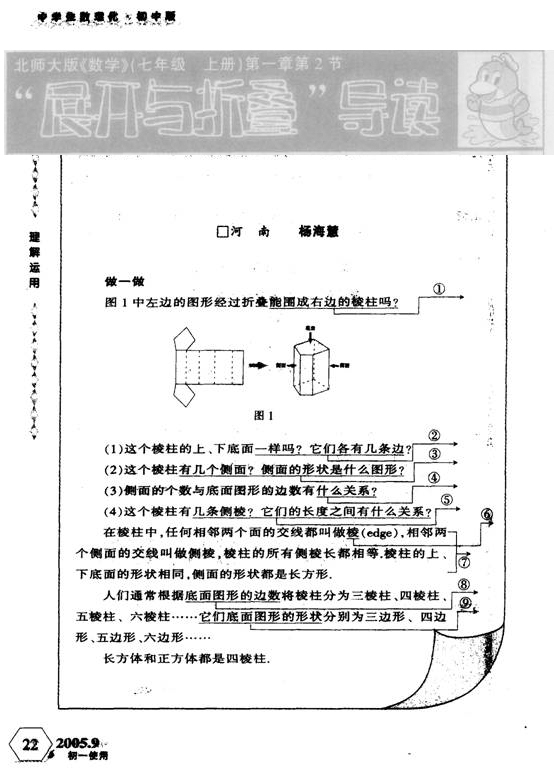 中学生数理化·初中版
北师大版《数学》(七年级 上册)第一章第2节
“展开与折叠”导读
理解运用
□河 南 杨海慧
做一做
图1中左边的图形经过折叠能围成右边的棱柱吗? ①
底面
侧面
图1
(1)这个棱柱的上、下底面一样吗? 它们各有几条边? ②
(2)这个棱柱有几个侧面? 侧面的形状是什么图形? ③
(3)侧面的个数与底面图形的边数有什么关系? ④
(4)这个棱柱有几条侧棱? 它们的长度之间有什么关系? ⑤
在棱柱中,任何相邻两个面的交线都叫做棱(edge),相邻两 ⑥
个侧面的交线叫做侧棱,棱柱的所有侧棱长都相等.棱柱的上、 ⑦
下底面的形状相同,侧面的形状都是长方形.
人们通常根据底面图形的边数将棱柱分为三棱柱、四棱柱、 ⑧
五棱柱、六棱柱……它们底面图形的形状分别为三边形、四边 ⑨
形、五边形、六边形……
长方体和正方体都是四棱柱.
22 2005.9
初一使用